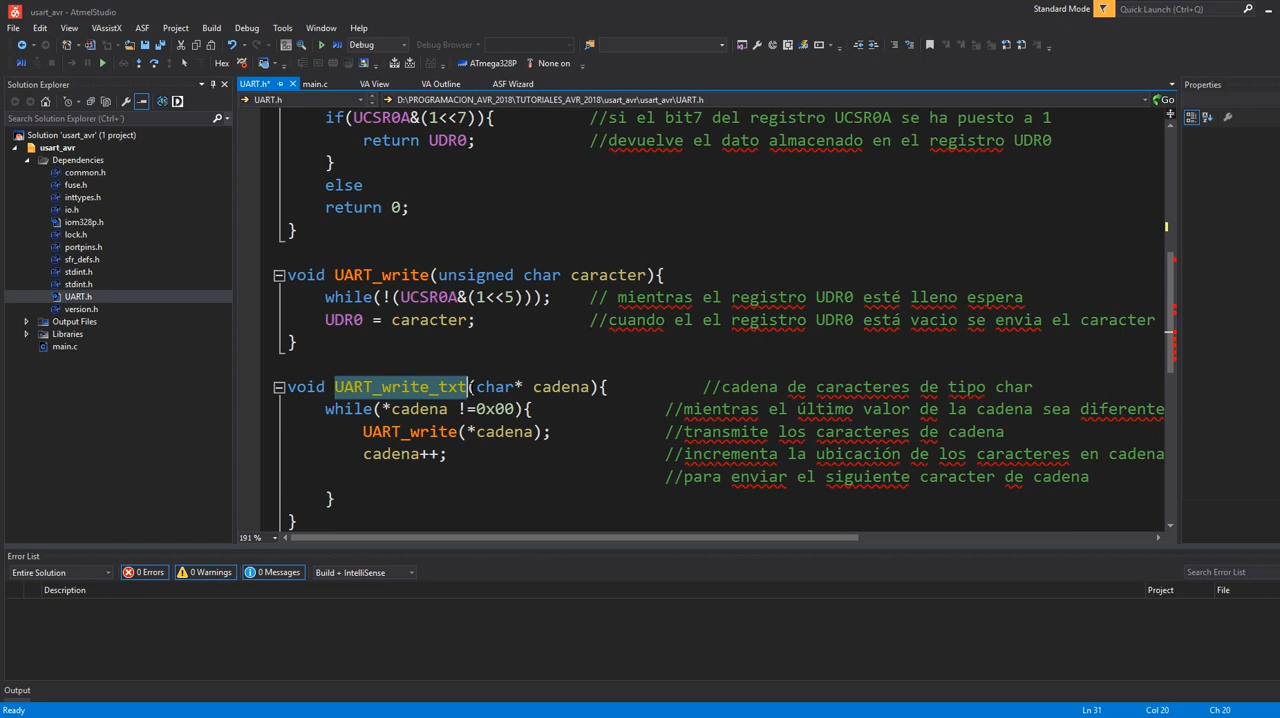 usart_avr - AtmelStudio
Standard Mode
Quick Launch (Ctrl+')
File Edit View VAssistX ASF Project Build Debug Tools Window Help
Debug
Debug Browser
Hex
ATmega328P
None on
Solution Explorer
UART.h*
main.c
VA View
VA Outline
ASF Wizard
Properties
UART.h
D:\PROGRAMACION_AVR_2018\TUTORIALES_AVR_2018\usart_avr\usart_avr\UART.h
Go
Search Solution Explorer (Ctrl+')
Solution 'usart_avr' (1 project)
usart_avr
Dependencies
common.h
fuse.h
inttypes.h
io.h
iom328p.h
lock.h
portpins.h
sfr_defs.h
stdint.h
stdint.h
UART.h
version.h
Output Files
Libraries
main.c
if(UCSR0A&(1<<7)){ //si el bit7 del registro UCSR0A se ha puesto a 1
return UDR0; //devuelve el dato almacenado en el registro UDR0
}
else
return 0;
}
void UART_write(unsigned char caracter){
while(!(UCSR0A&(1<<5))); // mientras el registro UDR0 esté lleno espera
UDR0 = caracter; //cuando el el registro UDR0 está vacio se envia el caracter
}
void UART_write_txt(char* cadena){ //cadena de caracteres de tipo char
while(*cadena !=0x00){ //mientras el último valor de la cadena sea diferente
UART_write(*cadena); //transmite los caracteres de cadena
cadena++; //incrementa la ubicación de los caracteres en cadena
//para enviar el siguiente caracter de cadena
}
}
191 %
Error List
Entire Solution
0 Errors
0 Warnings
0 Messages
Build + IntelliSense
Search Error List
Description
Project
File
Output
Ready
Ln 31
Col 20
Ch 20